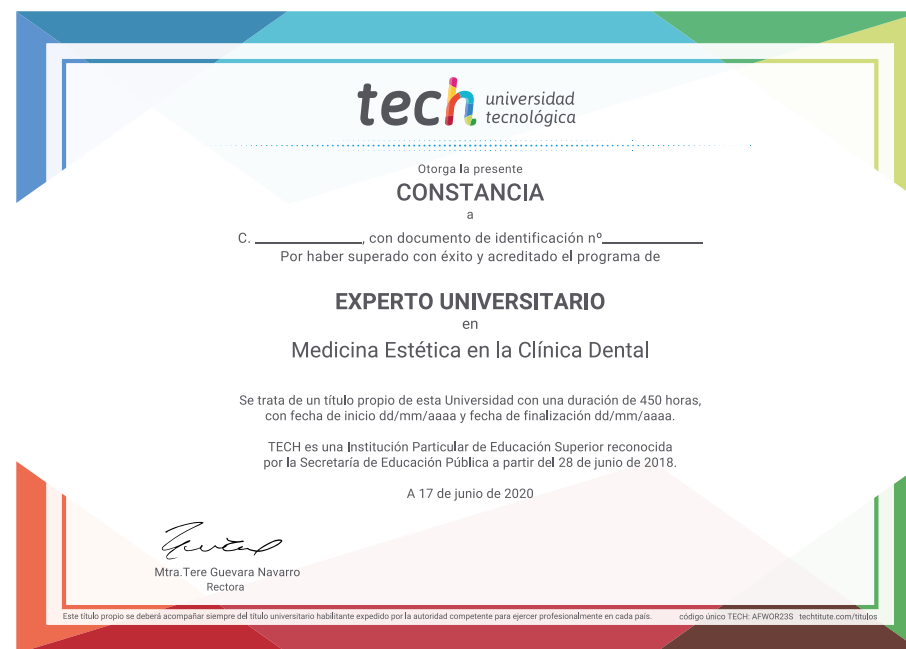 tech universidad
tecnológica
Otorga la presente
CONSTANCIA
a
C. ____________, con documento de identificación nº____________
Por haber superado con éxito y acreditado el programa de
EXPERTO UNIVERSITARIO
en
Medicina Estética en la Clínica Dental
Se trata de un título propio de esta Universidad con una duración de 450 horas,
con fecha de inicio dd/mm/aaaa y fecha de finalización dd/mm/aaaa.
TECH es una Institución Particular de Educación Superior reconocida
por la Secretaría de Educación Pública a partir del 28 de junio de 2018.
A 17 de junio de 2020
Mtra.Tere Guevara Navarro
Rectora
Este título propio se deberá acompañar siempre del título universitario habilitante expedido por la autoridad competente para ejercer profesionalmente en cada país. código único TECH: AFWOR23S techtitute.com/titulos